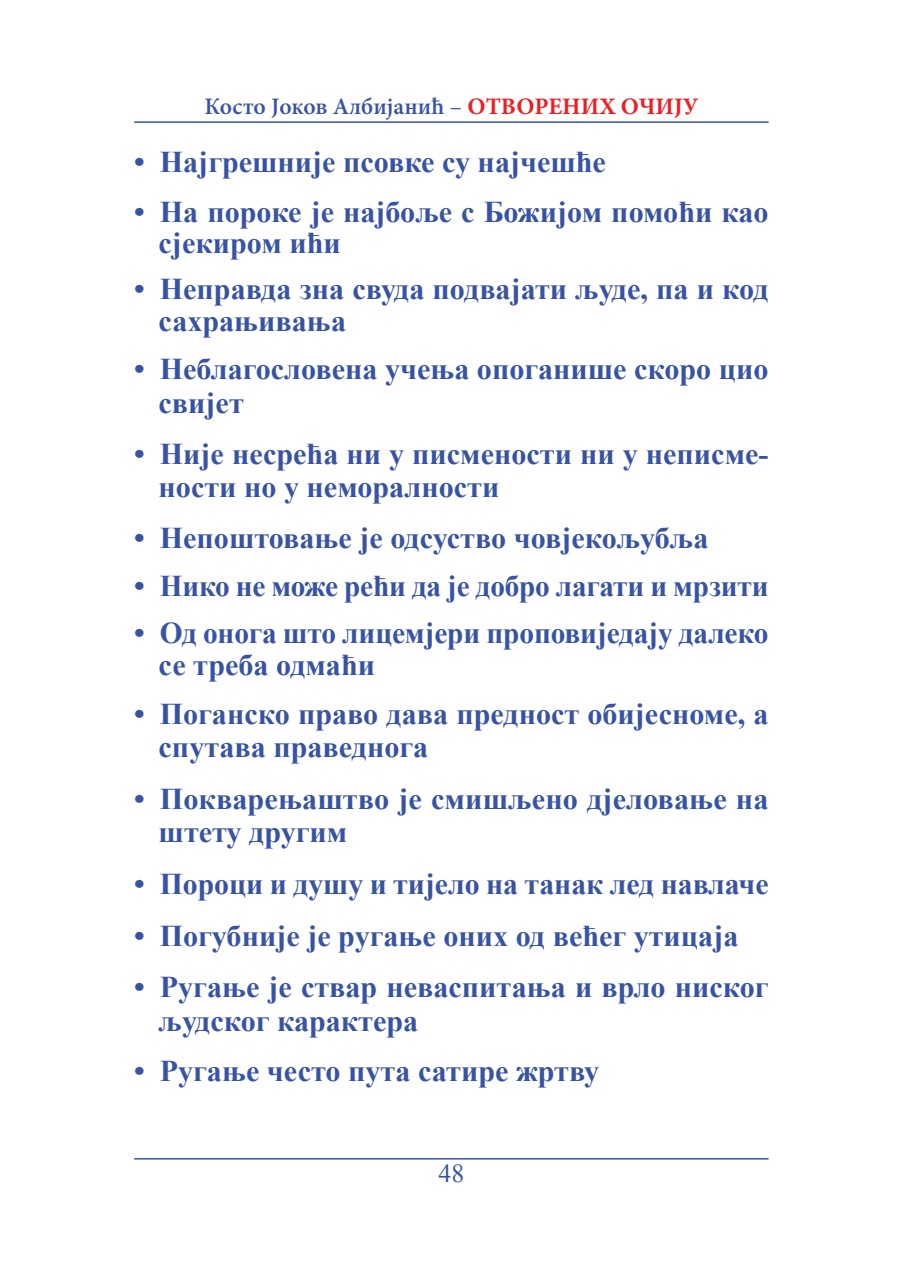 Косто Јоков Албијанић – ОТВОРЕНИХ ОЧИЈУ
• Најгрешније псовке су најчешће
• На пороке је најбоље с Божијом помоћи као
сјекиром ићи
• Неправда зна свуда подвајати људе, па и код
сахрањивања
• Неблагословена учења опоганише скоро цио
свијет
• Није несрећа ни у писмености ни у неписме-
ности но у неморалности
• Непоштовање је одсуство човјекољубља
• Нико не може рећи да је добро лагати и мрзити
• Од онога што лицемјери проповиједају далеко
се треба одмаћи
• Поганско право дава предност обијесноме, а
спутава праведнога
• Покварењаштво је смишљено дјеловање на
штету другим
• Пороци и душу и тијело на танак лед навлаче
• Погубније је ругање оних од већег утицаја
• Ругање је ствар неваспитања и врло ниског
људског карактера
• Ругање често пута сатире жртву
48